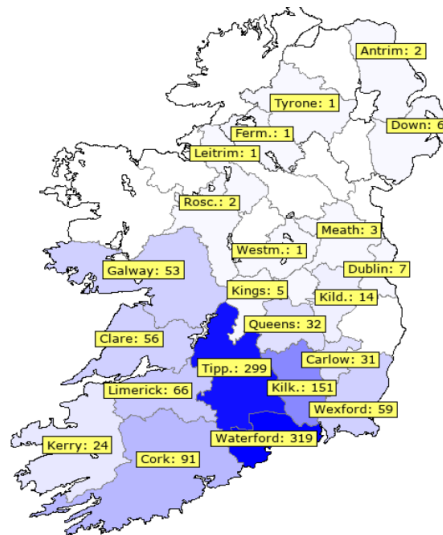 Antrim: 2
Tyrone: 1
Down: 6
Ferm.: 1
Leitrim: 1
Rosc.: 2
Meath: 3
Westm.: 1
Galway: 53
Dublin: 7
Kings: 5
Kild.: 14
Queens: 32
Clare: 56
Carlow: 31
Tipp.: 299
Limerick: 66
Kilk.: 151
Wexford: 59
Waterford: 319
Kerry: 24
Cork: 91